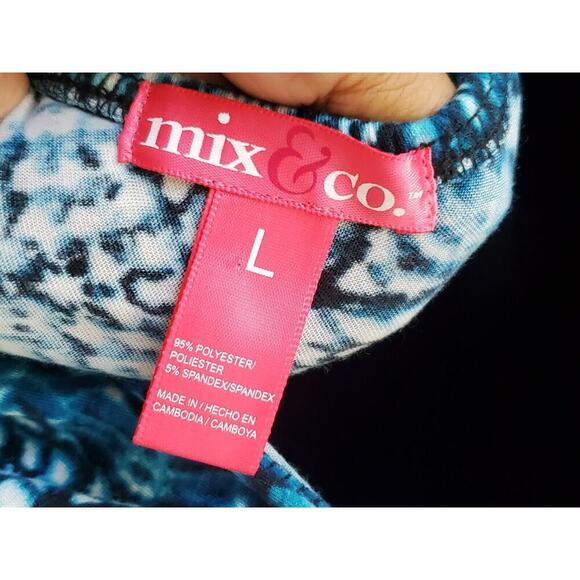 mix&co.™
L
95% POLYESTER/
POLIESTER
5% SPANDEX/SPANDEX
MADE IN / HECHO EN
CAMBODIA / CAMBOYA